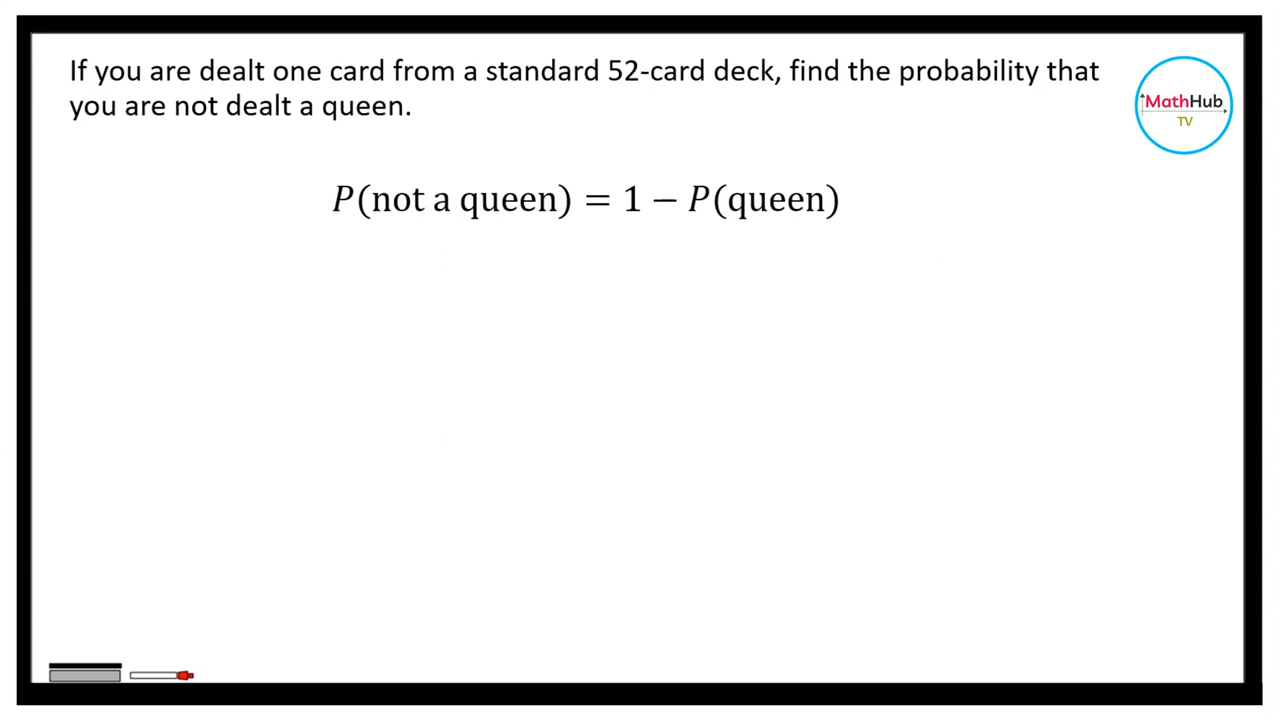 If you are dealt one card from a standard 52-card deck, find the probability that
you are not dealt a queen.
MathHub
TV
P(not a queen) = 1 − P(queen)